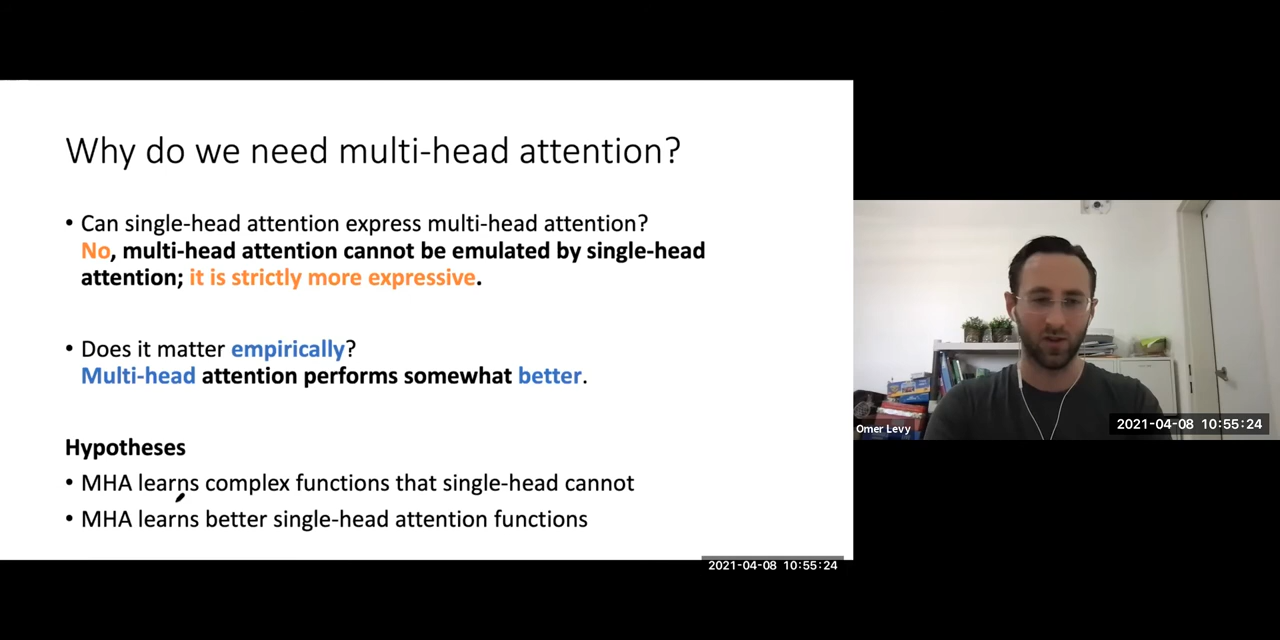 Why do we need multi-head attention?
• Can single-head attention express multi-head attention?
No, multi-head attention cannot be emulated by single-head
attention; it is strictly more expressive.
• Does it matter empirically?
Multi-head attention performs somewhat better.
Hypotheses
• MHA learns complex functions that single-head cannot
• MHA learns better single-head attention functions
2021-04-08 10:55:24
Omer Levy
2021-04-08 10:55:24